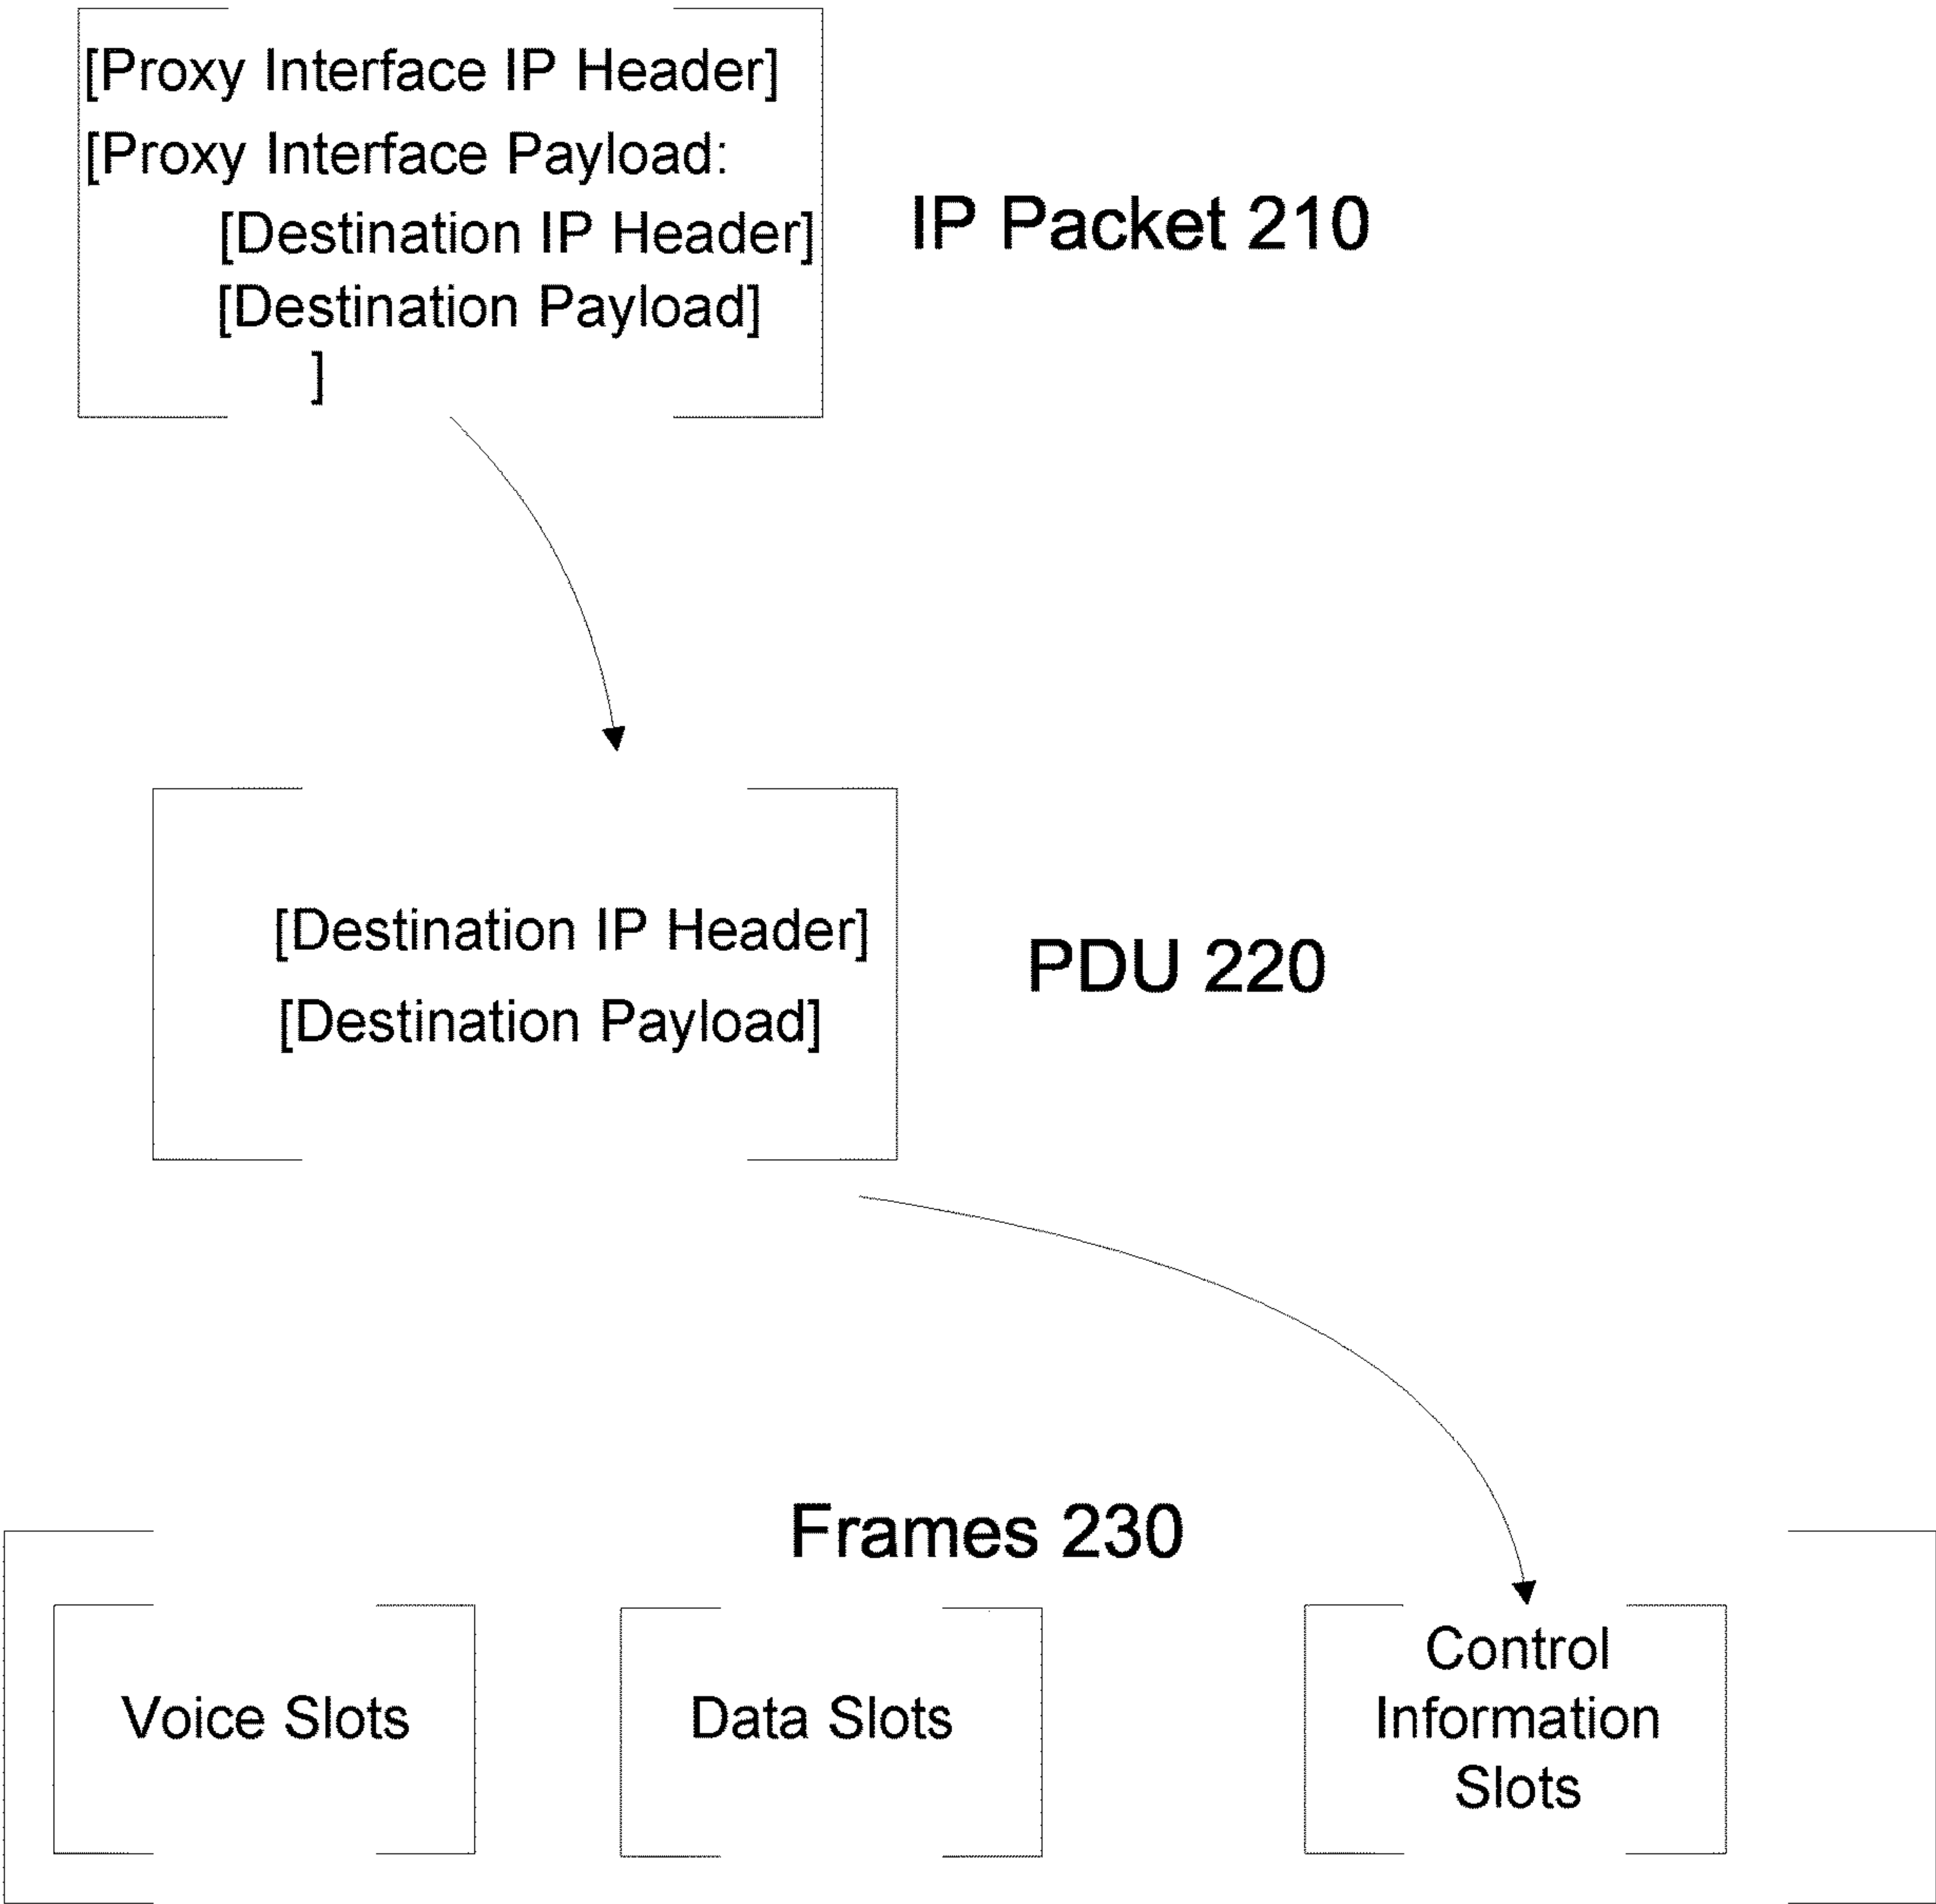 [Proxy Interface IP Header]
[Proxy Interface Payload:
[Destination IP Header]
[Destination Payload]
]
IP Packet 210
[Destination IP Header]
[Destination Payload]
PDU 220
Frames 230
Voice Slots
Data Slots
Control
Information
Slots